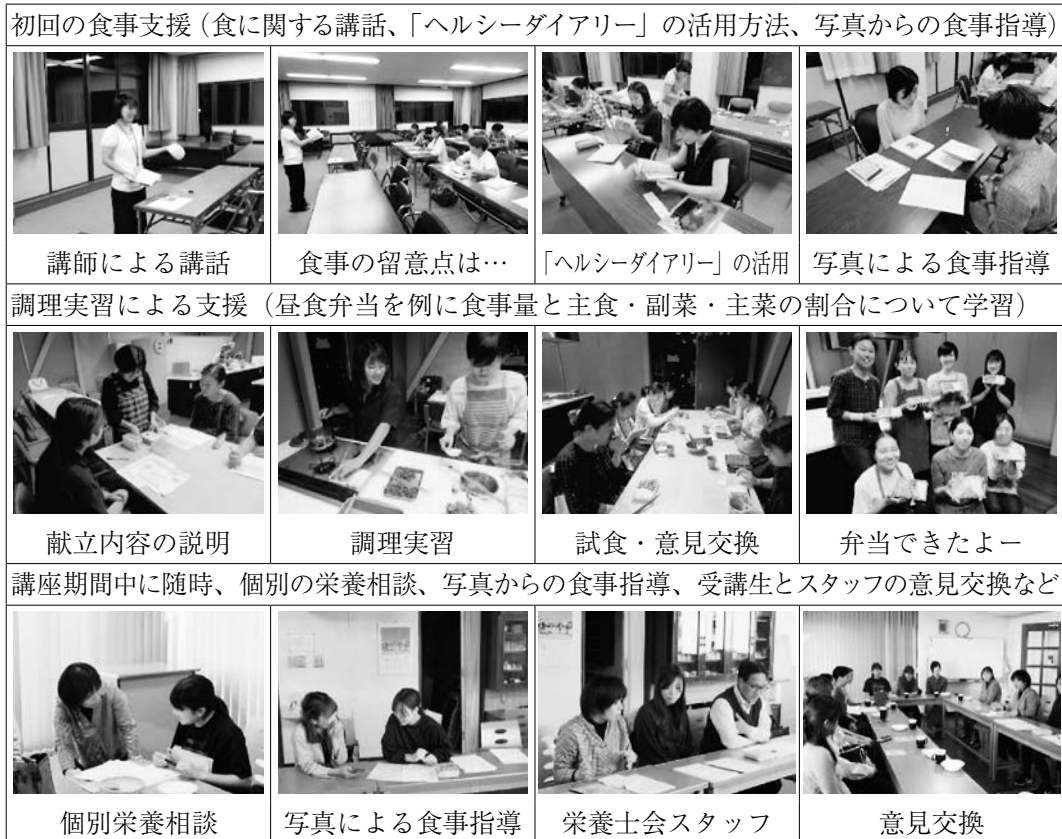 初回の食事支援（食に関する講話、「ヘルシーダイアリー」の活用方法、写真からの食事指導）
講師による講話
食事の留意点は…
「ヘルシーダイアリー」の活用
写真による食事指導
調理実習による支援（昼食弁当を例に食事量と主食・副菜・主菜の割合について学習）
献立内容の説明
調理実習
試食・意見交換
弁当できたよー
講座期間中に随時、個別の栄養相談、写真からの食事指導、受講生とスタッフの意見交換など
個別栄養相談
写真による食事指導
栄養士会スタッフ
意見交換